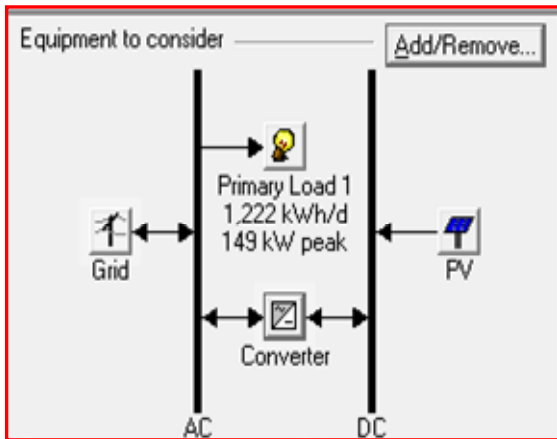 Equipment to consider
Add/Remove...
Primary Load 1
1,222 kWh/d
149 kW peak
Grid
PV
Converter
AC
DC